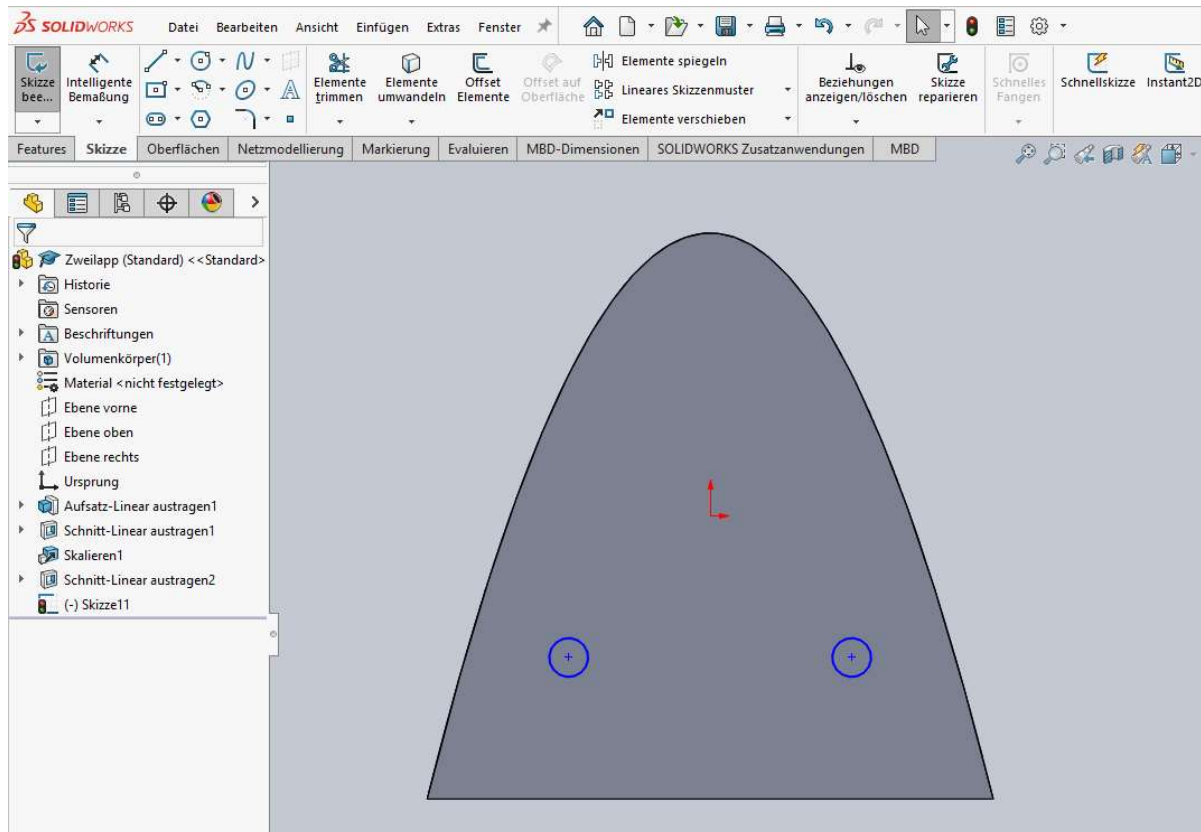 SOLIDWORKS Datei Bearbeiten Ansicht Einfügen Extras Fenster
Skizze bee...
Intelligente Bemaßung
Elemente trimmen
Elemente umwandeln
Offset Elemente
Offset auf Oberfläche
Elemente spiegeln
Lineares Skizzenmuster
Elemente verschieben
Beziehungen anzeigen/löschen
Skizze reparieren
Schnelles Fangen
Schnellskizze
Instant2D
Features Skizze Oberflächen Netzmodellierung Markierung Evaluieren MBD-Dimensionen SOLIDWORKS Zusatzanwendungen MBD
Zweilapp (Standard) <<Standard>
Historie
Sensoren
Beschriftungen
Volumenkörper(1)
Material <nicht festgelegt>
Ebene vorne
Ebene oben
Ebene rechts
Ursprung
Aufsatz-Linear austragen1
Schnitt-Linear austragen1
Skalieren1
Schnitt-Linear austragen2
(-) Skizze11